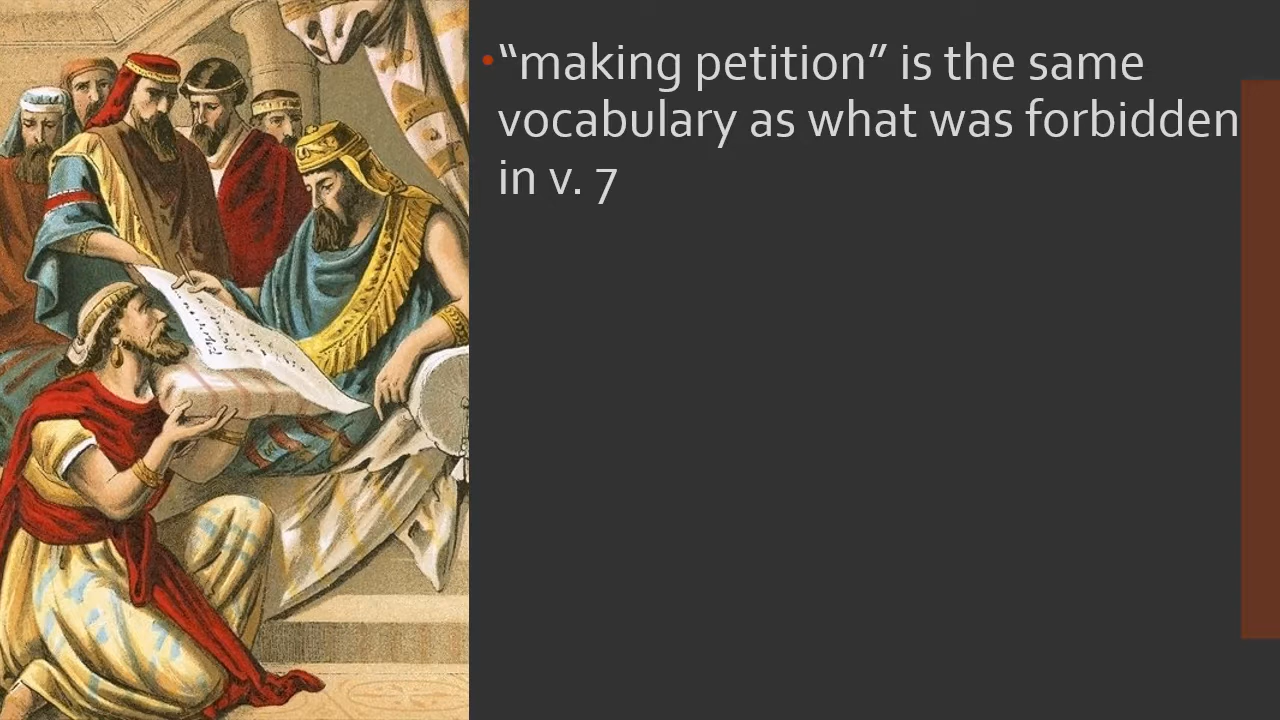 •“making petition” is the same
vocabulary as what was forbidden
in v. 7